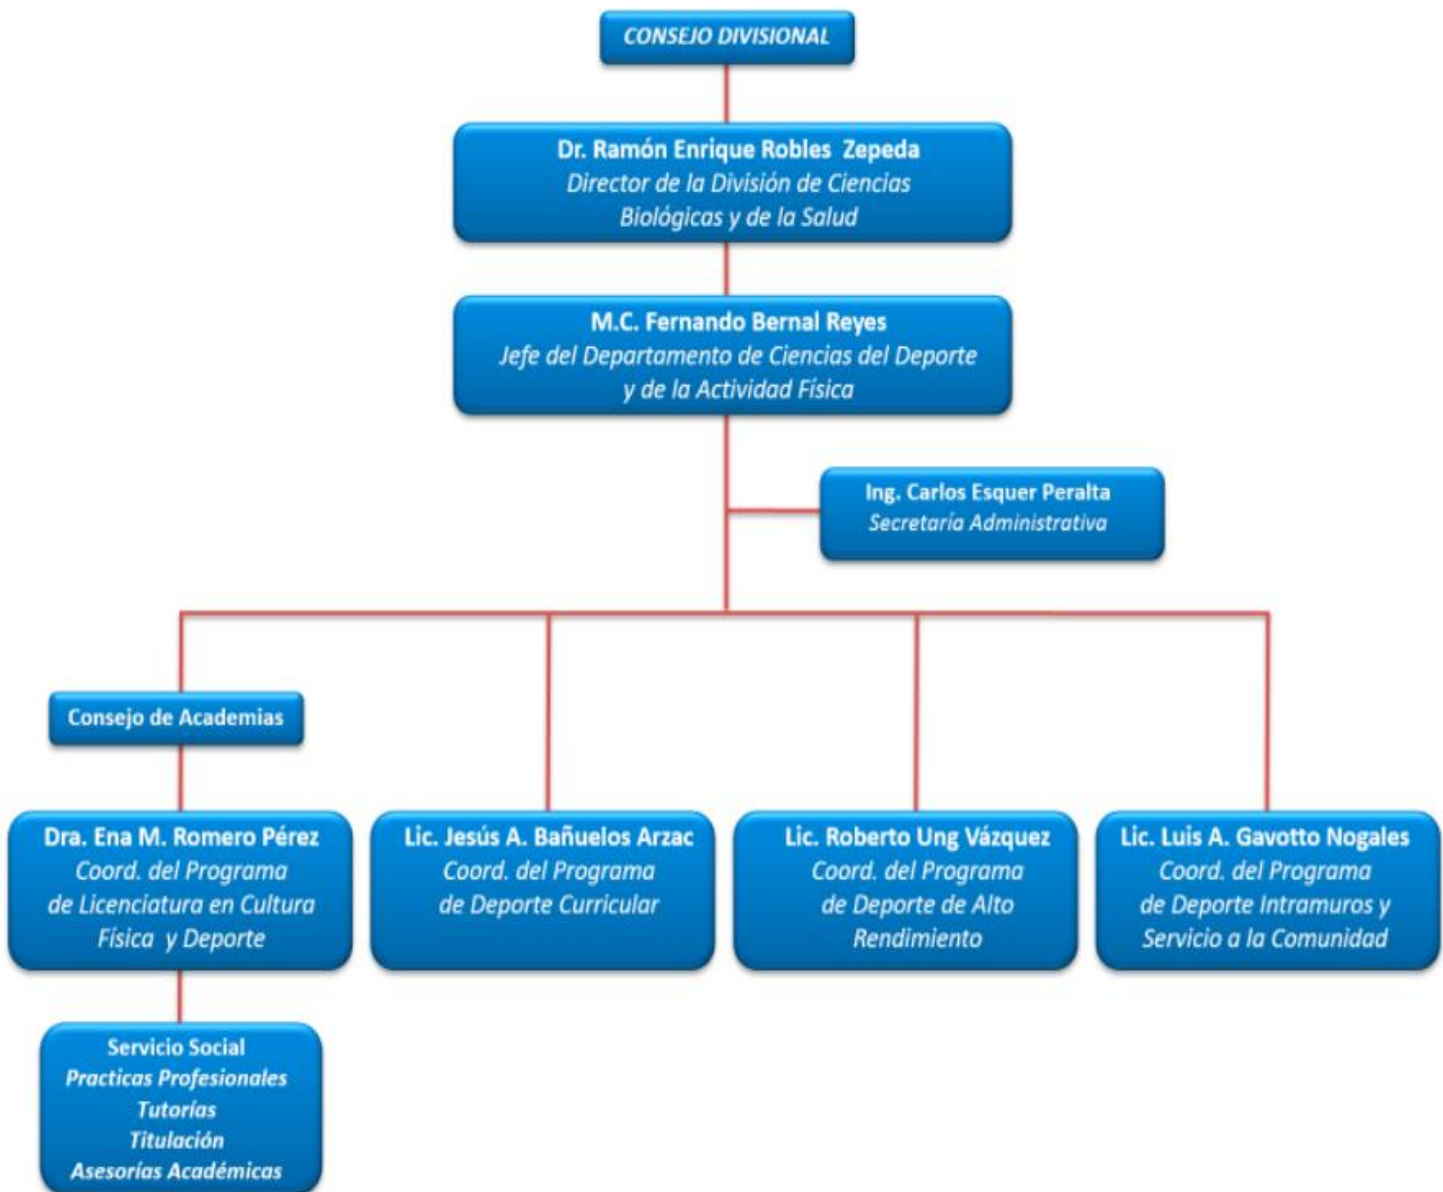 CONSEJO DIVISIONAL
Dr. Ramón Enrique Robles Zepeda
Director de la División de Ciencias
Biológicas y de la Salud
M.C. Fernando Bernal Reyes
Jefe del Departamento de Ciencias del Deporte
y de la Actividad Física
Ing. Carlos Esquer Peralta
Secretaría Administrativa
Consejo de Academias
Dra. Ena M. Romero Pérez
Coord. del Programa
de Licenciatura en Cultura
Física y Deporte
Lic. Jesús A. Bañuelos Arzac
Coord. del Programa
de Deporte Curricular
Lic. Roberto Ung Vázquez
Coord. del Programa
de Deporte de Alto
Rendimiento
Lic. Luis A. Gavotto Nogales
Coord. del Programa
de Deporte Intramuros y
Servicio a la Comunidad
Servicio Social
Practicas Profesionales
Tutorías
Titulación
Asesorías Académicas